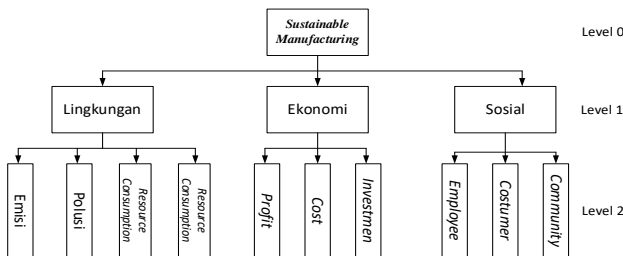 Sustainable
Manufacturing
Level 0
Lingkungan
Ekonomi
Sosial
Level 1
Emisi
Polusi
Resource
Consumption
Resource
Consumption
Profit
Cost
Investmen
Employee
Costumer
Community
Level 2